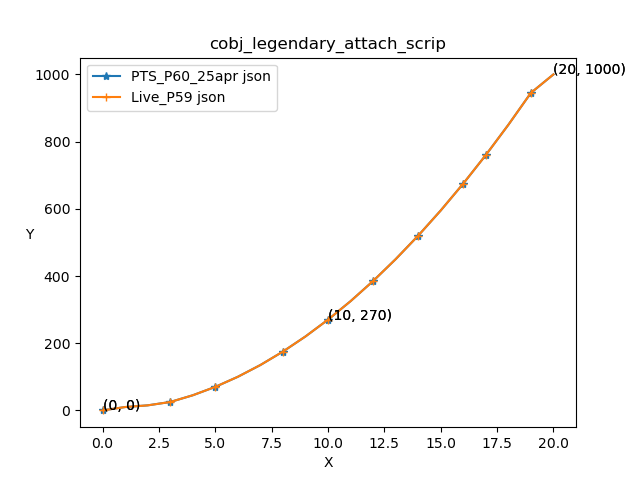 cobj_legendary_attach_scrip
PTS_P60_25apr json
Live_P59 json
(20, 1000)
(10, 270)
(0, 0)
Y
1000
800
600
400
200
0
0.0 2.5 5.0 7.5 10.0 12.5 15.0 17.5 20.0
X